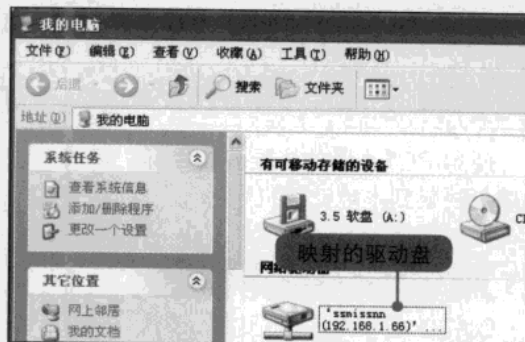 我的电脑
文件(F) 编辑(E) 查看(V) 收藏(A) 工具(T) 帮助(H)
后退 搜索 文件夹
地址(D) 我的电脑
系统任务
查看系统信息
添加/删除程序
更改一个设置
其它位置
网上邻居
我的文档
有可移动存储的设备
3.5 软盘 (A:)
映射的驱动盘
'ssnissnn
(192.168.1.66)' ...